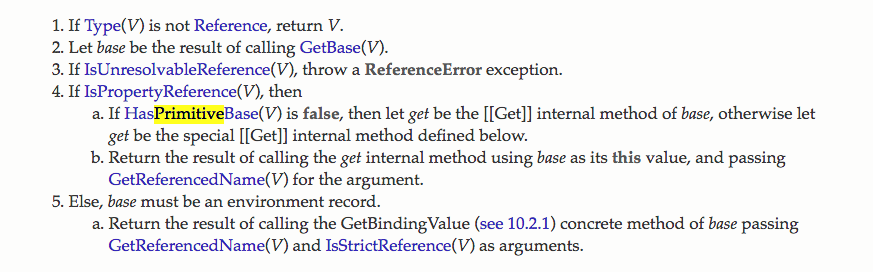 1. If Type(V) is not Reference, return V.
2. Let base be the result of calling GetBase(V).
3. If IsUnresolvableReference(V), throw a ReferenceError exception.
4. If IsPropertyReference(V), then
a. If HasPrimitiveBase(V) is false, then let get be the [[Get]] internal method of base, otherwise let
get be the special [[Get]] internal method defined below.
b. Return the result of calling the get internal method using base as its this value, and passing
GetReferencedName(V) for the argument.
5. Else, base must be an environment record.
a. Return the result of calling the GetBindingValue (see 10.2.1) concrete method of base passing
GetReferencedName(V) and IsStrictReference(V) as arguments.